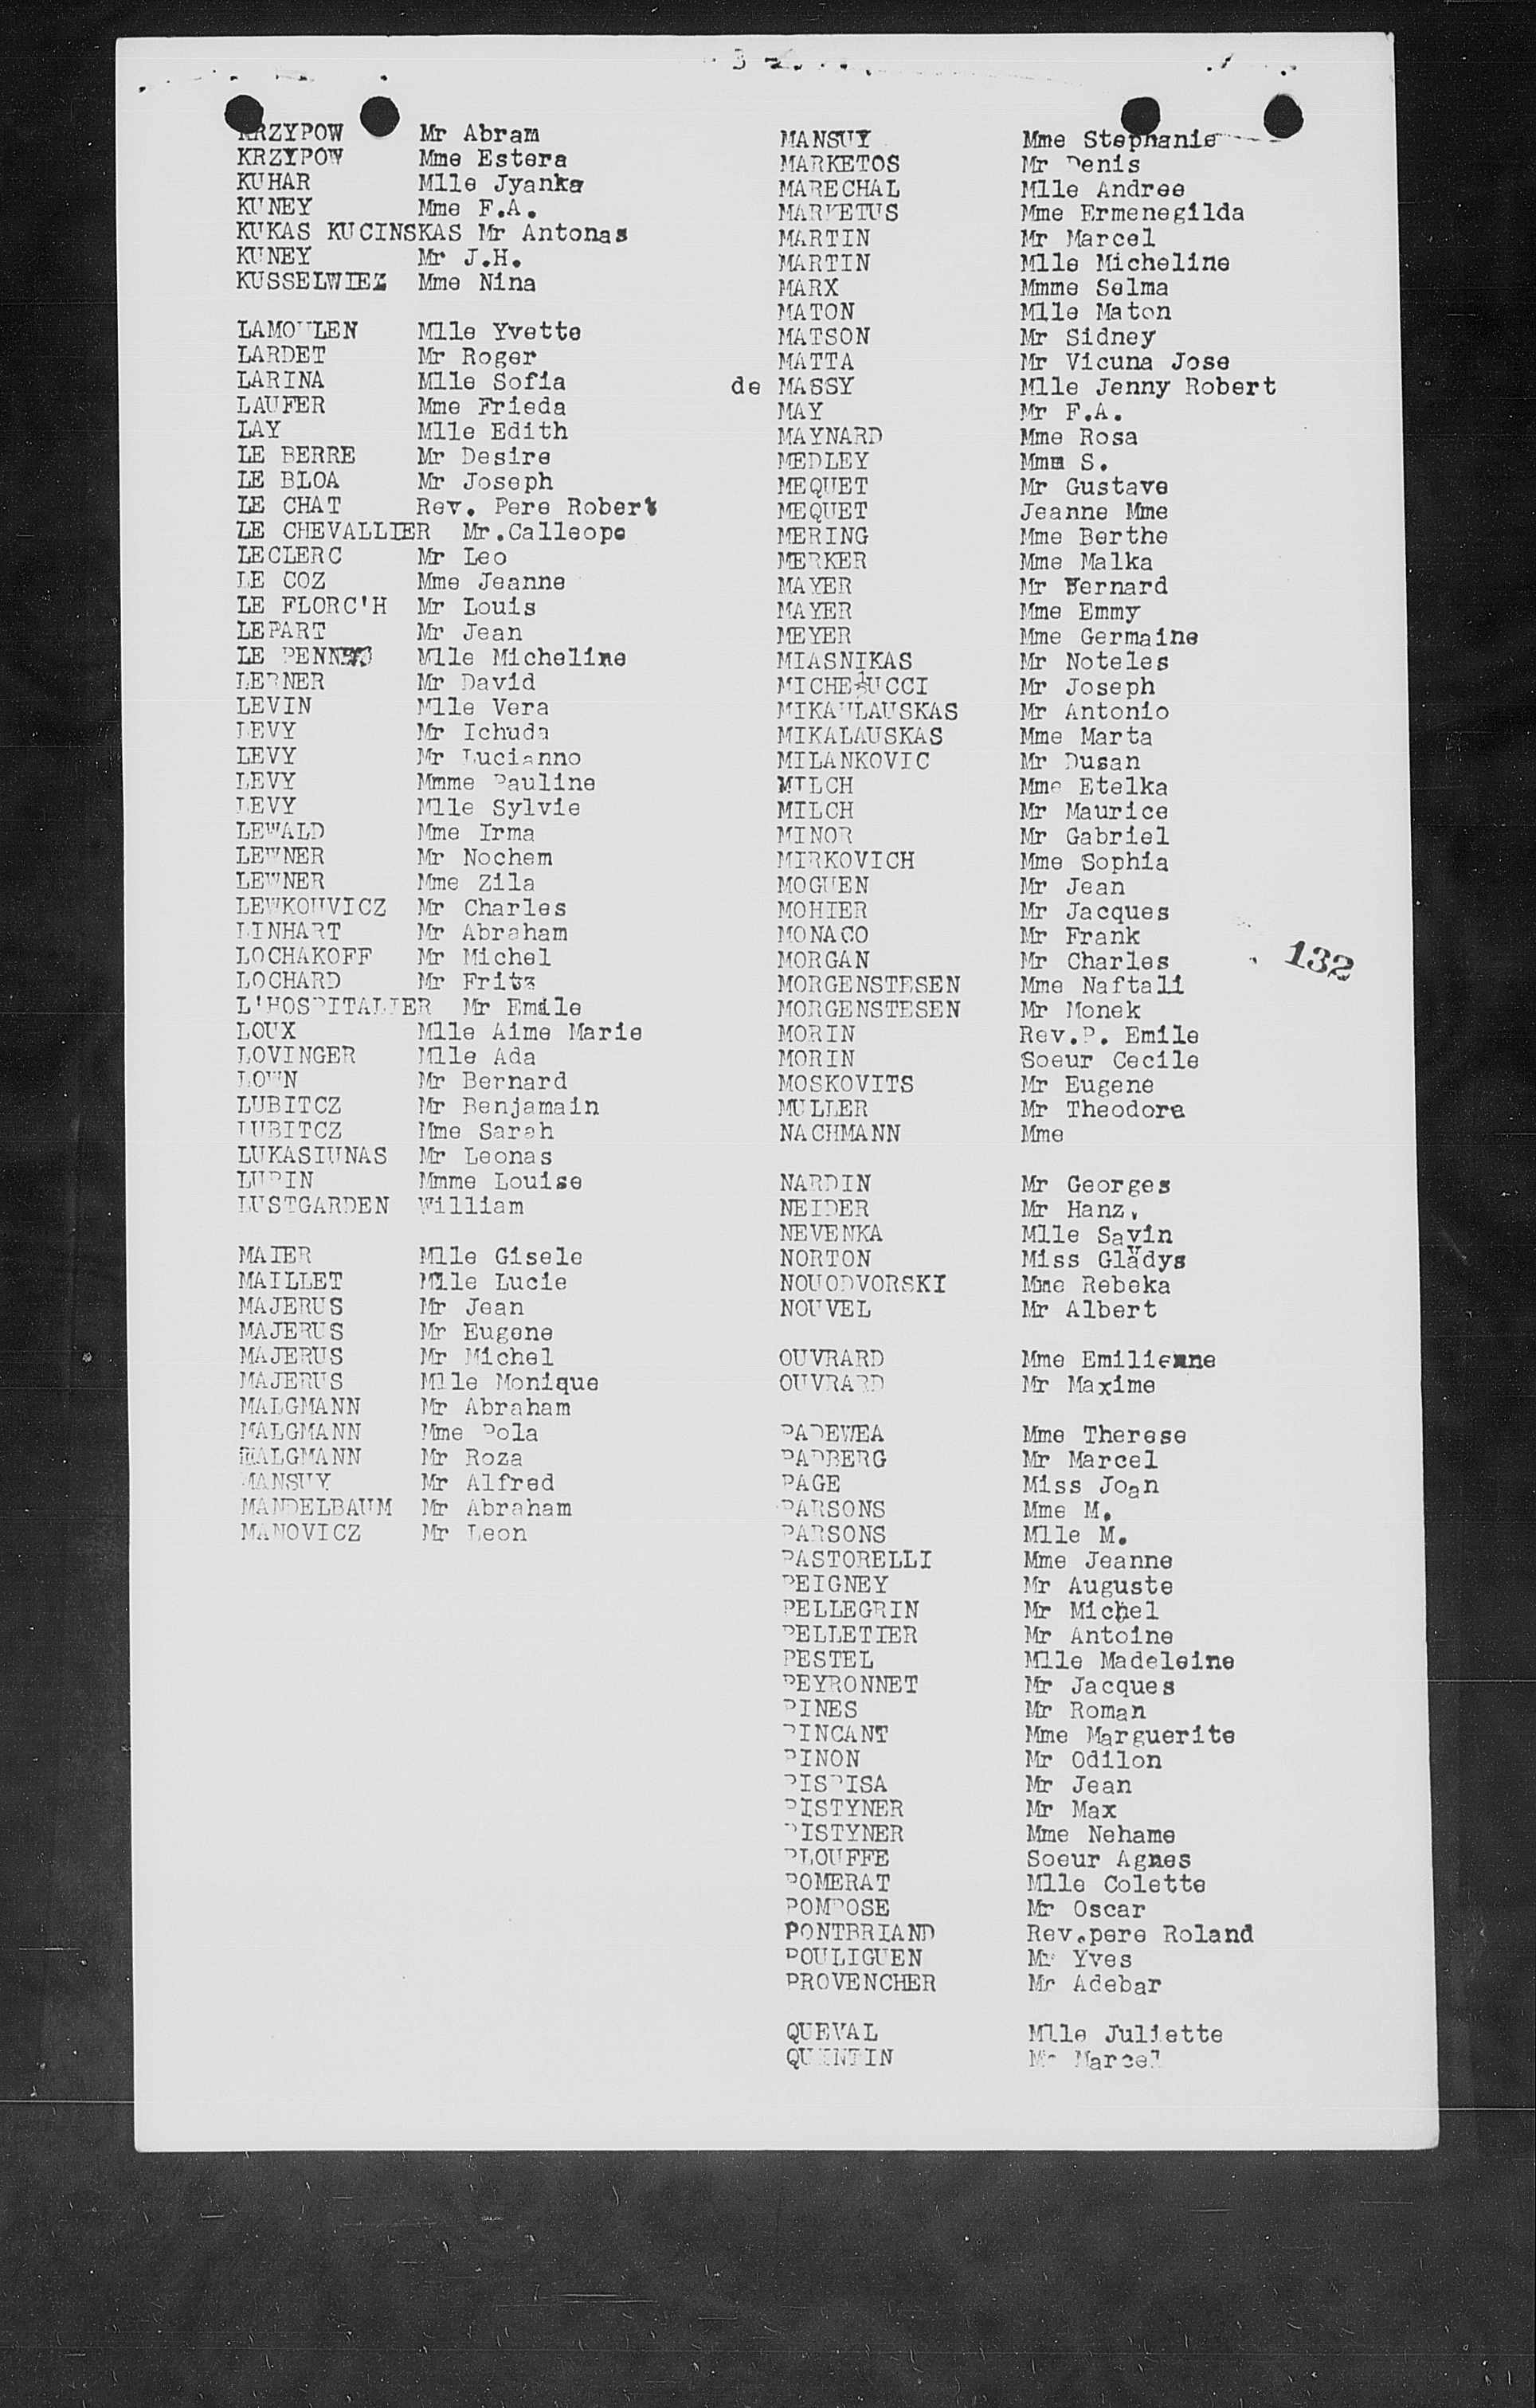 KRZYPOW Mr Abram
KRZYPOW Mme Estera
KUHAR Mlle Jyanka
KUNEY Mme F.A.
KUKAS KUCINSKAS Mr Antonas
KUNEY Mr J.H.
KUSSELWIEZ Mme Nina
LAMOULEN Mlle Yvette
LARDET Mr Roger
LARINA Mlle Sofia
LAUFER Mme Frieda
LAY Mlle Edith
LE BERRE Mr Desire
LE BLOA Mr Joseph
LE CHAT Rev. Pere Robert
LE CHEVALLIER Mr.Calleope
LECLERC Mr Leo
LE COZ Mme Jeanne
LE FLORC'H Mr Louis
LEPART Mr Jean
LE Mlle Micheline
LERNER Mr David
LEVIN Mlle Vera
LEVY Mr Ichuda
LEVY Mr Lucianno
LEVY Mmme Pauline
LEVY Mlle Sylvie
LEWALD Mme Irma
LEWNER Mr Nochem
LEWNER Mme Zila
LEWKOUVICZ Mr Charles
LINHART Mr Abraham
LOCHAKOFF Mr Michel
LOCHARD Mr Fritz
L'HOSPITALIER Mr Emile
LOUX Mlle Aime Marie
LOVINGER Mlle Ada
LOWN Mr Bernard
LUBITCZ Mr Benjamain
LUBITCZ Mme Sarah
LUKASIUNAS Mr Leonas
LUPIN Mmme Louise
LUSTGARDEN William
MAIER Mlle Gisele
MAILLET Mlle Lucie
MAJERUS Mr Jean
MAJERUS Mr Eugene
MAJERUS Mr Michel
MAJERUS Mlle Monique
MALGMANN Mr Abraham
MALGMANN Mme Pola
MALGMANN Mr Roza
MANSUY Mr Alfred
MANDELBAUM Mr Abraham
MANOVICZ Mr Leon
MANSUY Mme Stephanie
MARKETOS Mr Denis
MARECHAL Mlle Andree
MARKETUS Mme Ermenegilda
MARTIN Mr Marcel
MARTIN Mlle Micheline
MARX Mmme Selma
MATON Mlle Maton
MATSON Mr Sidney
MATTA Mr Vicuna Jose
de MASSY Mlle Jenny Robert
MAY Mr F.A.
MAYNARD Mme Rosa
MEDLEY Mmm S.
MEQUET Mr Gustave
MEQUET Jeanne Mme
MERING Mme Berthe
MERKER Mme Malka
MAYER Mr Bernard
MAYER Mme Emmy
MEYER Mme Germaine
MIASNIKAS Mr Noteles
MICHELUCCI Mr Joseph
MIKAULAUSKAS Mr Antonio
MIKALAUSKAS Mme Marta
MILANKOVIC Mr Dusan
MILCH Mme Etelka
MILCH Mr Maurice
MINOR Mr Gabriel
MIRKOVICH Mme Sophia
MOGUEN Mr Jean
MOHIER Mr Jacques
MONACO Mr Frank
MORGAN Mr Charles
132
MORGENSTESEN Mme Naftali
MORGENSTESEN Mr Monek
MORIN Rev.P. Emile
MORIN Soeur Cecile
MOSKOVITS Mr Eugene
MULLER Mr Theodore
NACHMANN Mme
NARDIN Mr Georges
NEIDER Mr Hanz.
NEVENKA Mlle Savin
NORTON Miss Gladys
NOUODVORSKI Mme Rebeka
NOUVEL Mr Albert
OUVRARD Mme Emilienne
OUVRARD Mr Maxime
PADEWEA Mme Therese
PADBERG Mr Marcel
PAGE Miss Joan
PARSONS Mme M.
PARSONS Mlle M.
PASTORELLI Mme Jeanne
PEIGNEY Mr Auguste
PELLEGRIN Mr Michel
PELLETIER Mr Antoine
PESTEL Mlle Madeleine
PEYRONNET Mr Jacques
PINES Mr Roman
PINCANT Mme Marguerite
PINON Mr Odilon
PISPISA Mr Jean
PISTYNER Mr Max
PISTYNER Mme Nehame
PLOUFFE Soeur Agnes
POMERAT Mlle Colette
POMPOSE Mr Oscar
PONTBRIAND Rev.pere Roland
POULIGUEN Mr Yves
PROVENCHER Mr Adebar
QUEVAL Mlle Juliette
QUENTIN Mr Marcel